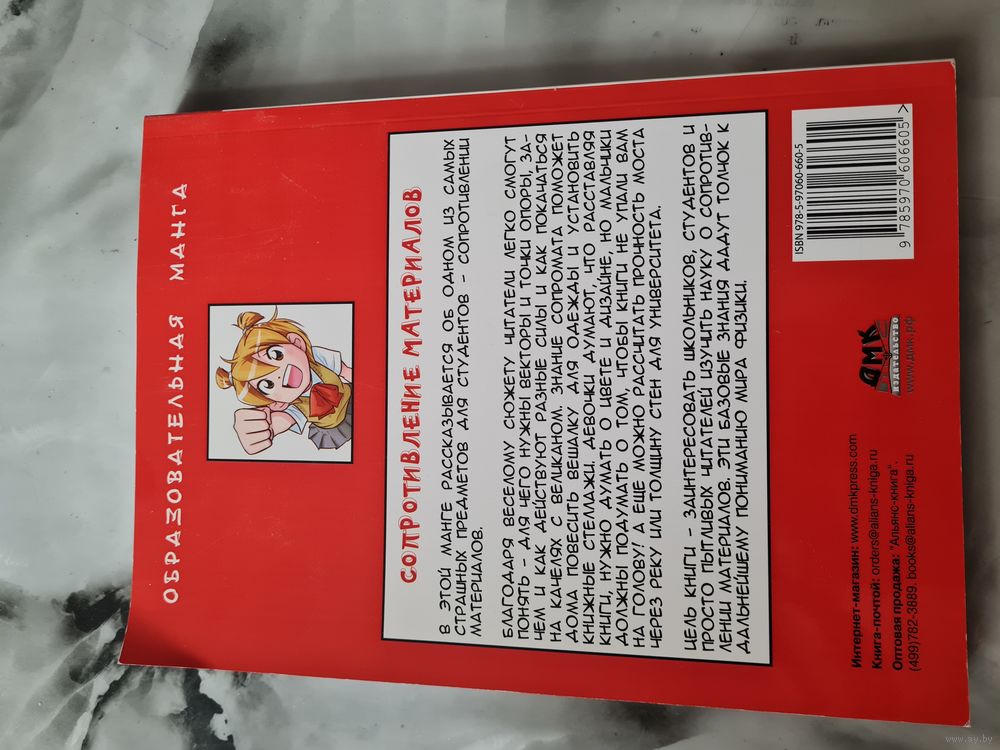 ОБРАЗОВАТЕЛЬНАЯ МАНГА
СОПРОТИВЛЕНИЕ МАТЕРИАЛОВ
В ЭТОЙ МАНГЕ РАССКАЗЫВАЕТСЯ ОБ ОДНОМ ИЗ САМЫХ
СТРАШНЫХ ПРЕДМЕТОВ ДЛЯ СТУДЕНТОВ - СОПРОТИВЛЕНИИ
МАТЕРИАЛОВ.
БЛАГОДАРЯ ВЕСЕЛОМУ СЮЖЕТУ ЧИТАТЕЛИ ЛЕГКО СМОГУТ
ПОНЯТЬ - ДЛЯ ЧЕГО НУЖНЫ ВЕКТОРЫ И ТОЧКИ ОПОРЫ, ЗА-
ЧЕМ И КАК ДЕЙСТВУЮТ РАЗНЫЕ СИЛЫ И КАК ПОКАЧАТЬСЯ
НА КАЧЕЛЯХ С ВЕЛИКАНОМ. ЗНАНИЕ СОПРОМАТА ПОМОЖЕТ
ДОМА ПОВЕСИТЬ ВЕШАЛКУ ДЛЯ ОДЕЖДЫ И УСТАНОВИТЬ
КНИЖНЫЕ СТЕЛЛАЖИ. ДЕВОЧКИ ДУМАЮТ, ЧТО РАССТАВЛЯЯ
КНИГИ, НУЖНО ДУМАТЬ О ЦВЕТЕ И ДИЗАЙНЕ, НО МАЛЬЧИКИ
ДОЛЖНЫ ПОДУМАТЬ О ТОМ, ЧТОБЫ КНИГИ НЕ УПАЛИ ВАМ
НА ГОЛОВУ! А ЕЩЕ МОЖНО РАССЧИТАТЬ ПРОЧНОСТЬ МОСТА
ЧЕРЕЗ РЕКУ ИЛИ ТОЛЩИНУ СТЕН ДЛЯ УНИВЕРСИТЕТА.
ЦЕЛЬ КНИГИ - ЗАИНТЕРЕСОВАТЬ ШКОЛЬНИКОВ, СТУДЕНТОВ И
ПРОСТО ПЫТЛИВЫХ ЧИТАТЕЛЕЙ ИЗУЧИТЬ НАУКУ О СОПРОТИВ-
ЛЕНИИ МАТЕРИАЛОВ. ЭТИ БАЗОВЫЕ ЗНАНИЯ ДАДУТ ТОЛЧОК К
ДАЛЬНЕЙШЕМУ ПОНИМАНИЮ МИРА ФИЗИКИ.
Интернет-магазин: www.dmkpress.com
Книга-почтой: orders@alians-kniga.ru
Оптовая продажа: "Альянс-книга".
(499)782-3889. books@alians-kniga.ru
ДМК
издательство
www.дмк.рф
ISBN 978-5-97060-660-5
9 785970 606605 >
www.ay.by